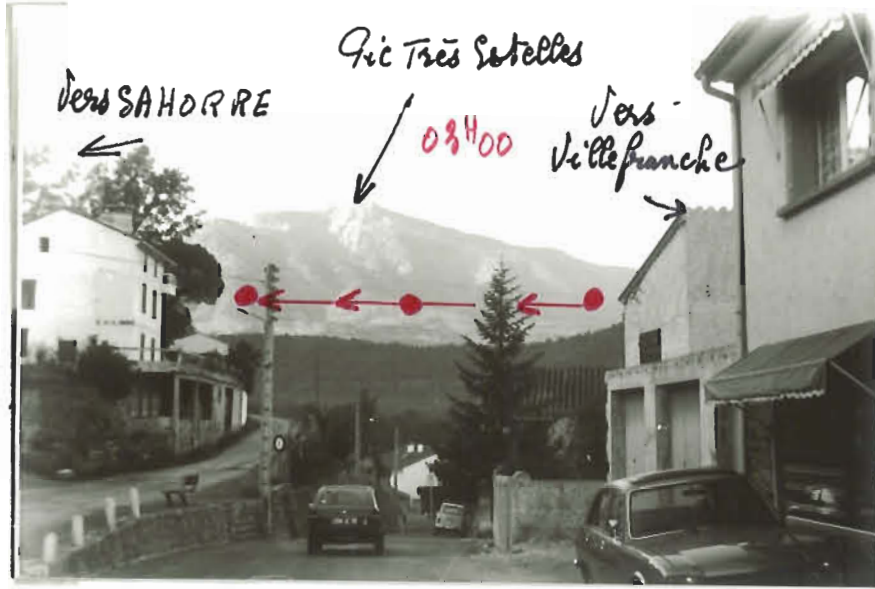 Pic Très Estelles
Vers SAHORRE
03H00
Vers
Villefranche